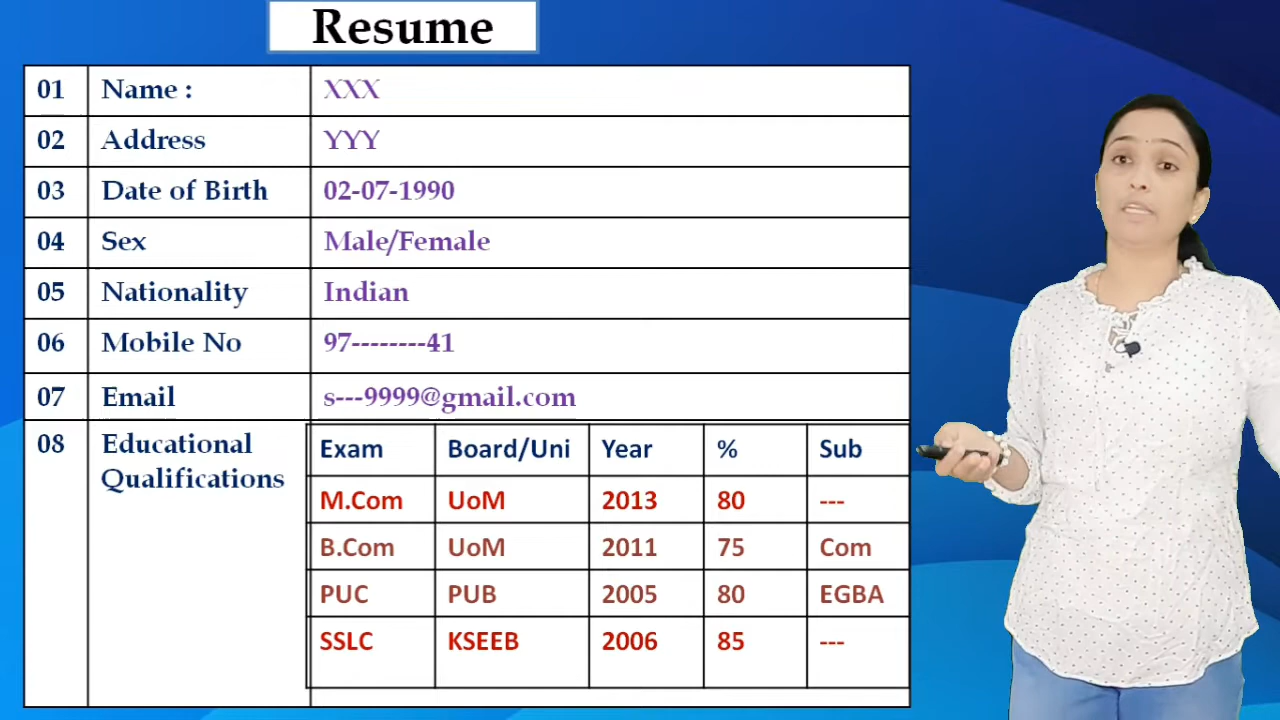 Resume
01 Name : XXX
02 Address YYY
03 Date of Birth 02-07-1990
04 Sex Male/Female
05 Nationality Indian
06 Mobile No 97--------41
07 Email s---9999@gmail.com
08 Educational Qualifications
Exam Board/Uni Year % Sub
M.Com UoM 2013 80 ---
B.Com UoM 2011 75 Com
PUC PUB 2005 80 EGBA
SSLC KSEEB 2006 85 ---